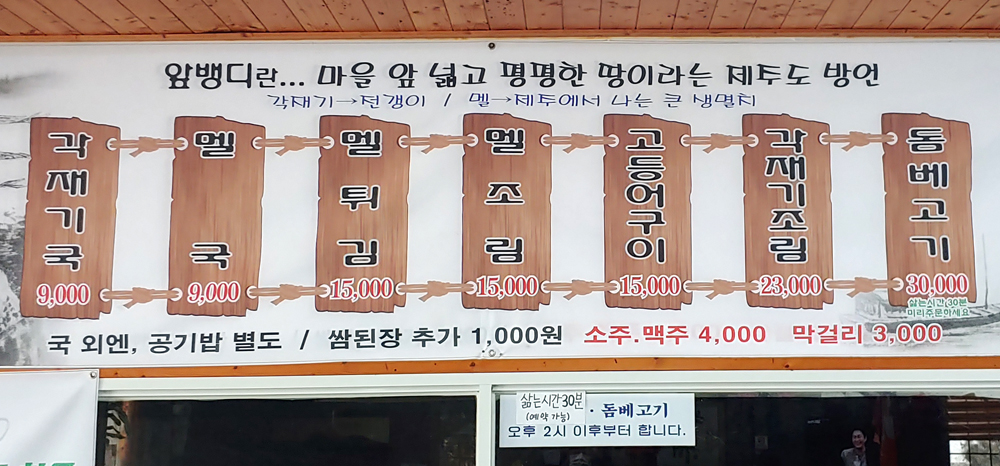 앞뱅디란... 마을 앞 넓고 평평한 땅이라는 제주도 방언
각재기→전갱이 / 멜→제주에서 나는 큰 생멸치
각재기국
9,000
멜국
9,000
멜튀김
15,000
멜조림
15,000
고등어구이
15,000
각재기조림
23,000
돔베고기
30,000
삶는시간 30분
미리주문하세요
국 외엔, 공기밥 별도 / 쌈된장 추가 1,000원 소주.맥주 4,000 막걸리 3,000
삶는시간30분
(예약 가능)
· 돔베고기
오후 2시 이후부터 합니다.